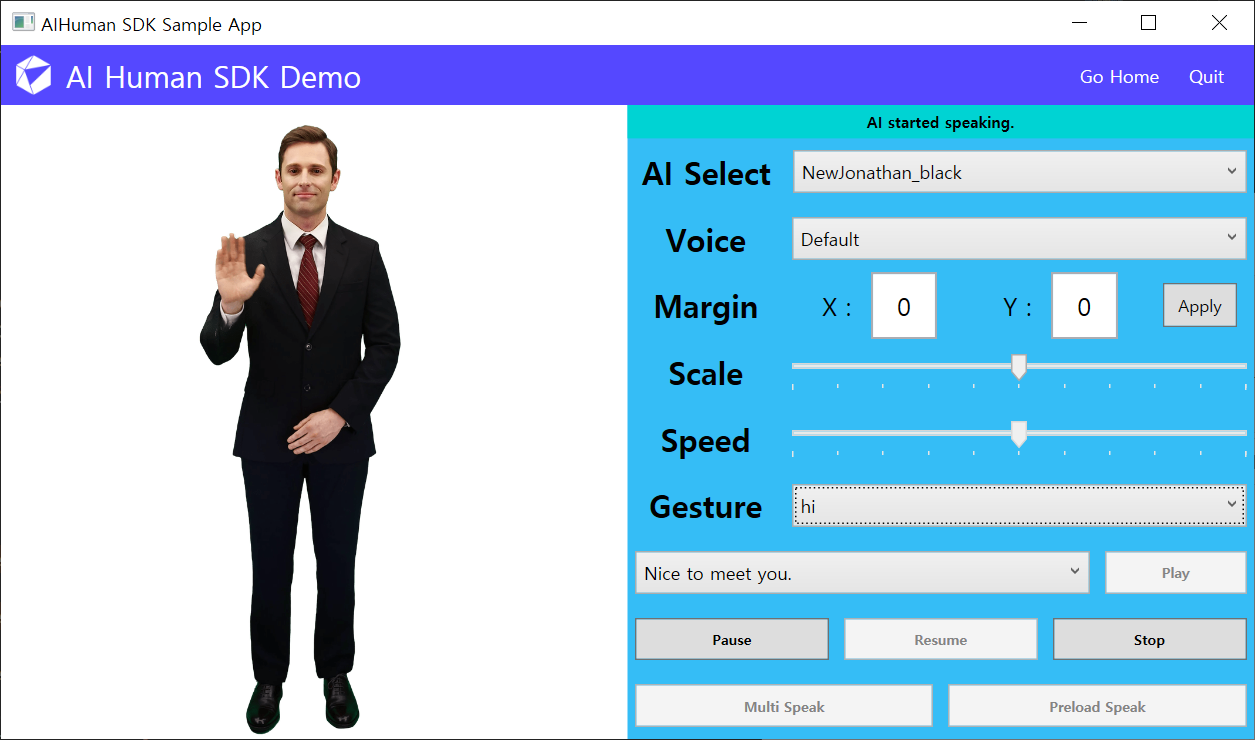 AIHuman SDK Sample App
AI Human SDK Demo
Go Home Quit
AI started speaking.
AI Select NewJonathan_black
Voice Default
Margin X : 0 Y : 0 Apply
Scale
Speed
Gesture hi
Nice to meet you. Play
Pause Resume Stop
Multi Speak Preload Speak